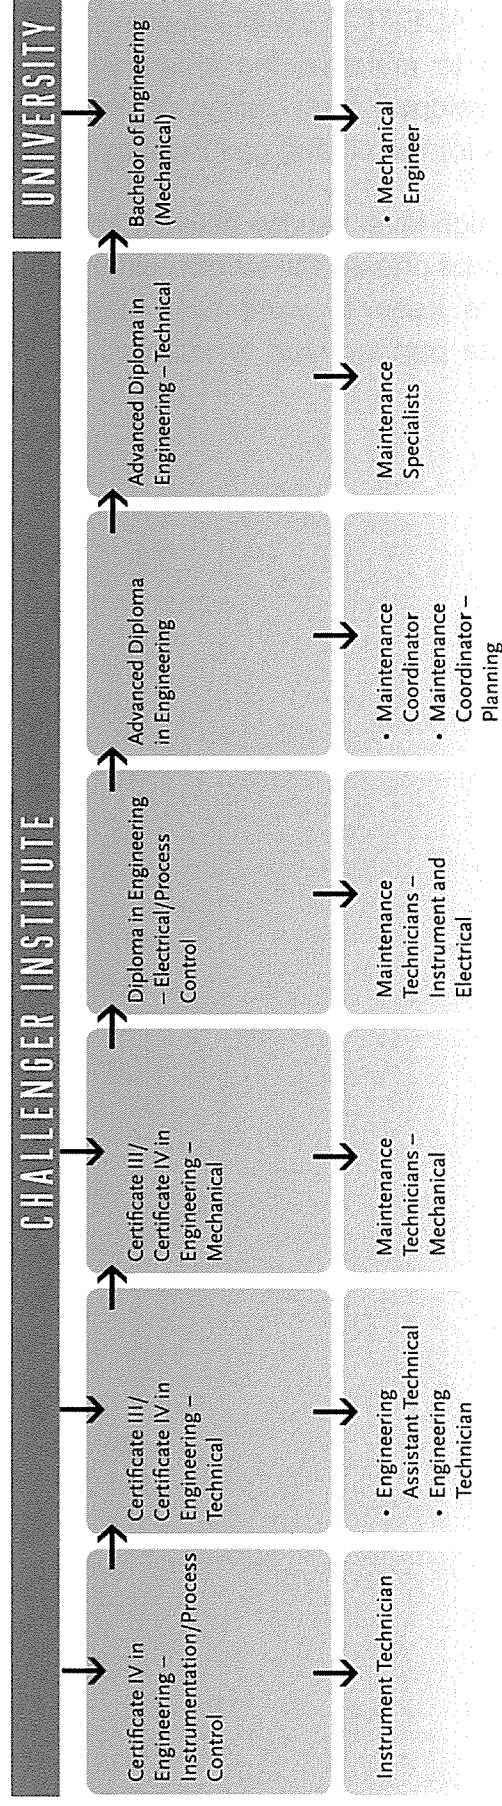 CHALLENGER INSTITUTE
UNIVERSITY
Certificate IV in
Engineering –
Instrumentation/Process
Control
Certificate III/
Certificate IV in
Engineering –
Technical
Certificate III/
Certificate IV in
Engineering –
Mechanical
Diploma in Engineering
– Electrical/Process
Control
Advanced Diploma
in Engineering
Advanced Diploma in
Engineering – Technical
Bachelor of Engineering
(Mechanical)
Instrument Technician
• Engineering
Assistant Technical
• Engineering
Technician
Maintenance
Technicians –
Mechanical
Maintenance
Technicians –
Instrument and
Electrical
• Maintenance
Coordinator
• Maintenance
Coordinator –
Planning
Maintenance
Specialists
• Mechanical
Engineer